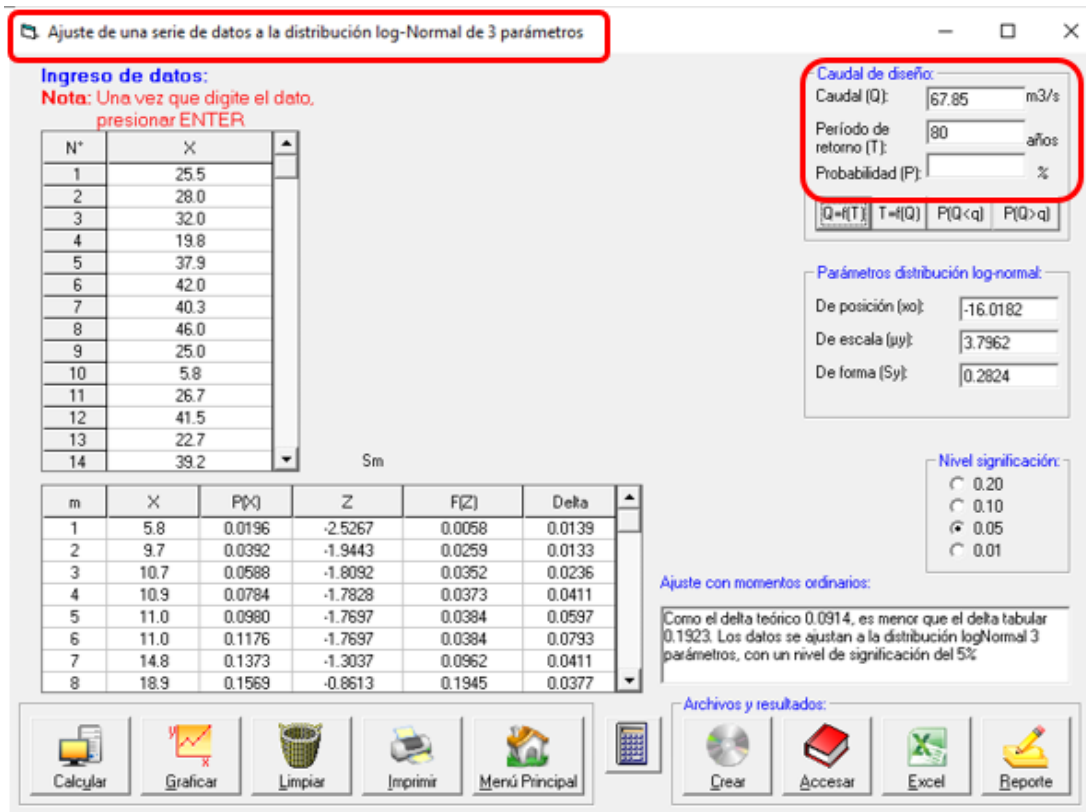 Ajuste de una serie de datos a la distribución log-Normal de 3 parámetros
Ingreso de datos:
Nota: Una vez que digite el dato,
presionar ENTER
N° X
1 25.5
2 28.0
3 32.0
4 19.8
5 37.9
6 42.0
7 40.3
8 46.0
9 25.0
10 5.8
11 26.7
12 41.5
13 22.7
14 39.2
Sm
Caudal de diseño:
Caudal (Q): 67.85 m3/s
Período de
retorno (T): 80 años
Probabilidad (P): %
Q=f(T) T=f(Q) P(Q<q) P(Q>q)
Parámetros distribución log-normal:
De posición (xo): -16.0182
De escala (µy): 3.7962
De forma (Sy): 0.2824
Nivel significación:
0.20
0.10
0.05
0.01
m X P(X) Z F(Z) Delta
1 5.8 0.0196 -2.5267 0.0058 0.0139
2 9.7 0.0392 -1.9443 0.0259 0.0133
3 10.7 0.0588 -1.8092 0.0352 0.0236
4 10.9 0.0784 -1.7828 0.0373 0.0411
5 11.0 0.0980 -1.7697 0.0384 0.0597
6 11.0 0.1176 -1.7697 0.0384 0.0793
7 14.8 0.1373 -1.3037 0.0962 0.0411
8 18.9 0.1569 -0.8613 0.1945 0.0377
Ajuste con momentos ordinarios:
Como el delta teórico 0.0914, es menor que el delta tabular
0.1923. Los datos se ajustan a la distribución logNormal 3
parámetros, con un nivel de significación del 5%
Archivos y resultados:
Calcular Graficar Limpiar Imprimir Menú Principal Crear Accesar Excel Reporte